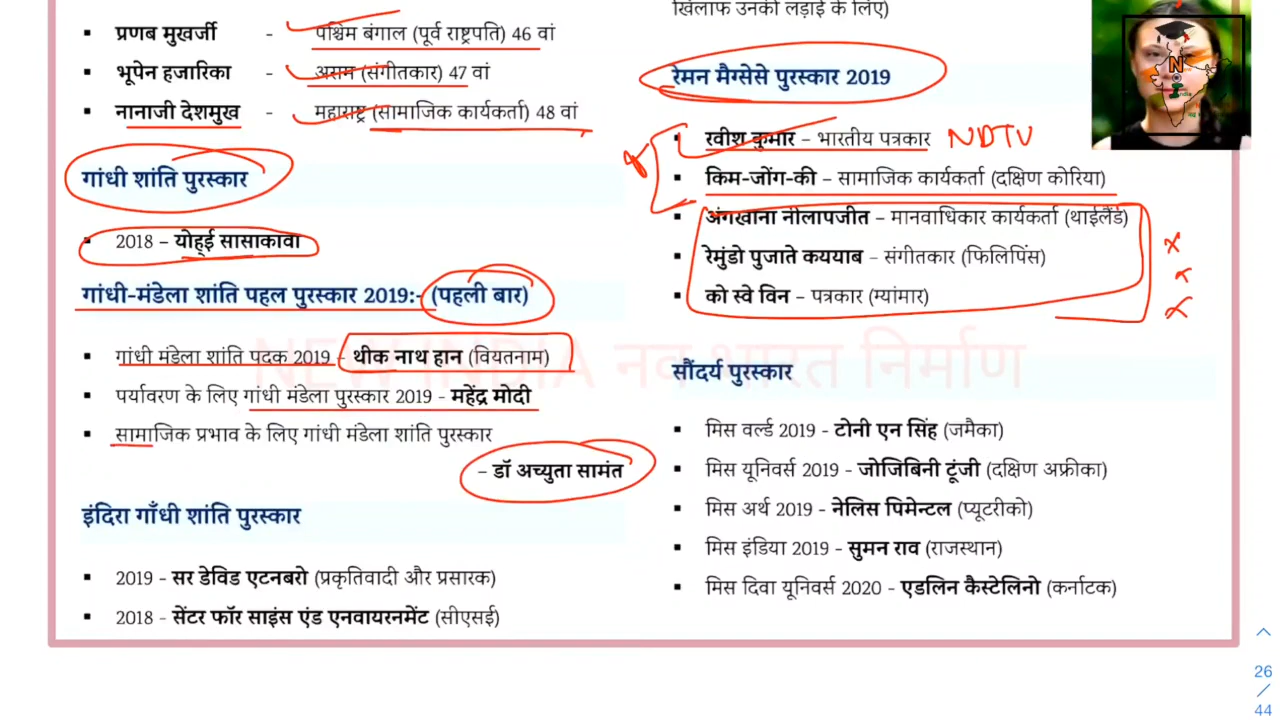 ▪ प्रणब मुखर्जी - पश्चिम बंगाल (पूर्व राष्ट्रपति) 46 वां
▪ भूपेन हजारिका - असम (संगीतकार) 47 वां
▪ नानाजी देशमुख - महाराष्ट्र (सामाजिक कार्यकर्ता) 48 वां
गांधी शांति पुरस्कार
▪ 2018 – योह्ई सासाकावा
गांधी-मंडेला शांति पहल पुरस्कार 2019:- (पहली बार)
▪ गांधी मंडेला शांति पदक 2019 - थीक नाथ हान (वियतनाम)
▪ पर्यावरण के लिए गांधी मंडेला पुरस्कार 2019 - महेंद्र मोदी
▪ सामाजिक प्रभाव के लिए गांधी मंडेला शांति पुरस्कार
– डॉ अच्युता सामंत
इंदिरा गाँधी शांति पुरस्कार
▪ 2019 - सर डेविड एटनबरो (प्रकृतिवादी और प्रसारक)
▪ 2018 - सेंटर फॉर साइंस एंड एनवायरनमेंट (सीएसई)
खिलाफ उनकी लड़ाई के लिए)
रेमन मैग्सेसे पुरस्कार 2019
▪ रवीश कुमार – भारतीय पत्रकार NDTV
▪ किम-जोंग-की – सामाजिक कार्यकर्ता (दक्षिण कोरिया)
▪ अंगखाना नीलापजीत – मानवाधिकार कार्यकर्ता (थाईलैंड)
▪ रेमुंडो पुजाते कययाब – संगीतकार (फिलिपिंस)
▪ को स्वे विन – पत्रकार (म्यांमार)
सौंदर्य पुरस्कार
▪ मिस वर्ल्ड 2019 - टोनी एन सिंह (जमैका)
▪ मिस यूनिवर्स 2019 - जोजिबिनी टूंजी (दक्षिण अफ्रीका)
▪ मिस अर्थ 2019 - नेलिस पिमेन्टल (प्यूटरीको)
▪ मिस इंडिया 2019 - सुमन राव (राजस्थान)
▪ मिस दिवा यूनिवर्स 2020 - एडलिन कैस्टेलिनो (कर्नाटक)
NEW INDIA नव भारत निर्माण
26
/
44